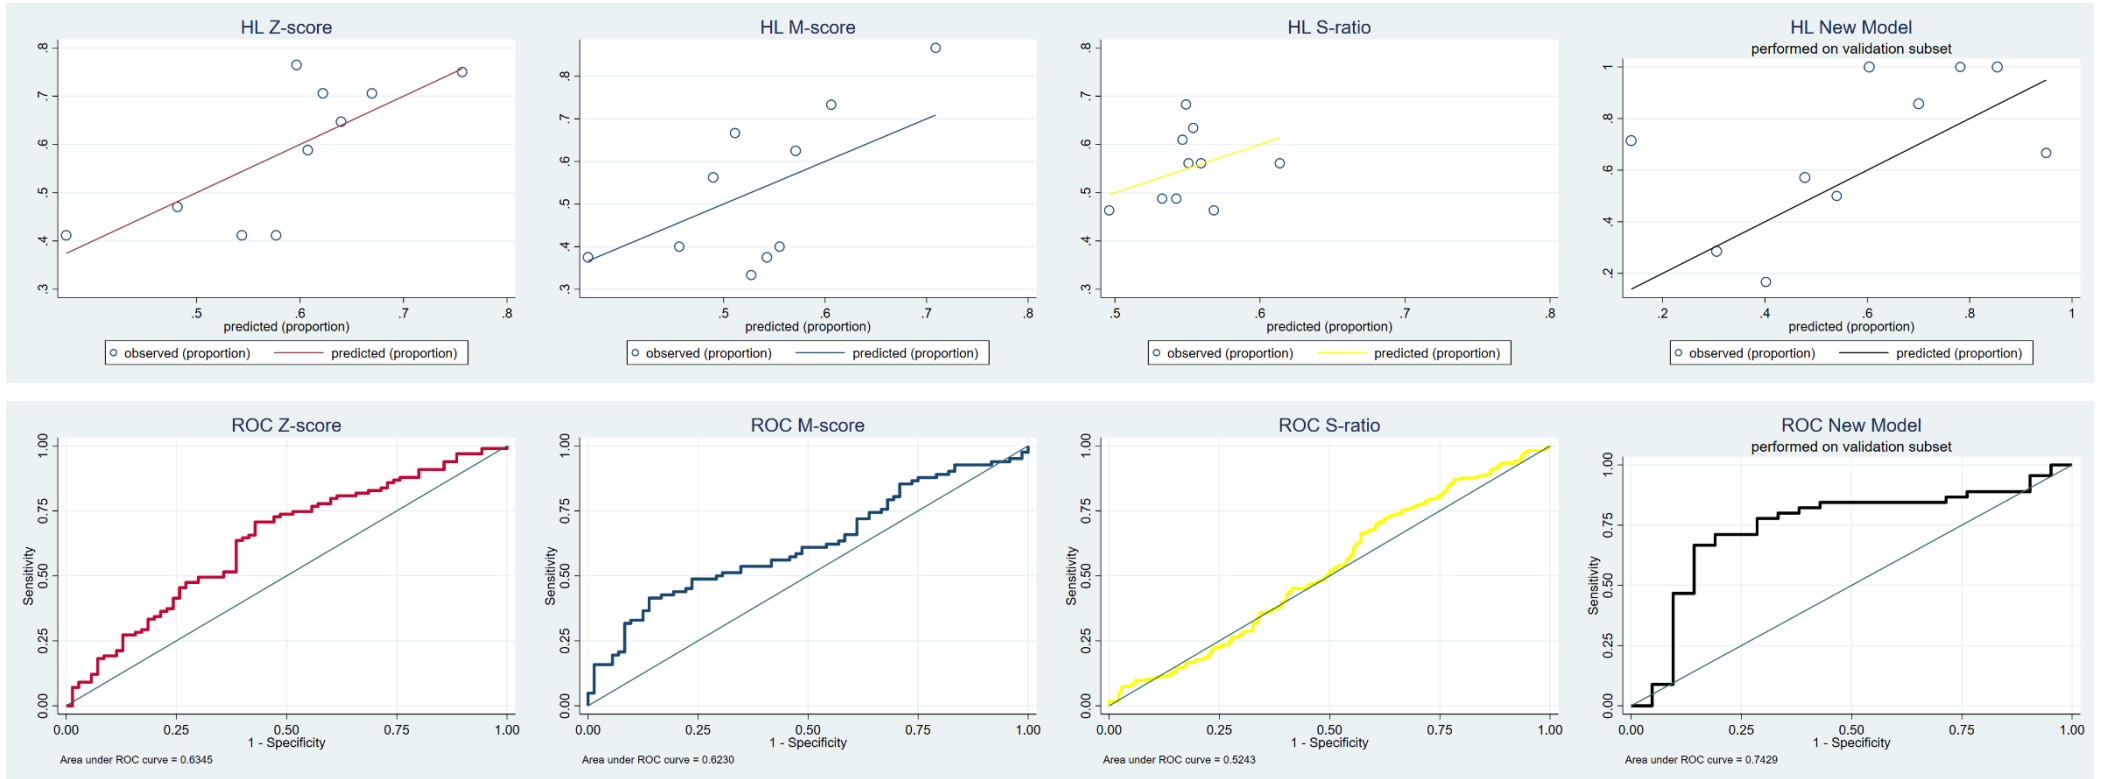 HL Z-score
.8
.7
.6
.5
.4
.3
.5 .6 .7 .8
predicted (proportion)
observed (proportion) predicted (proportion)
HL M-score
.8
.7
.6
.5
.4
.3
.5 .6 .7 .8
predicted (proportion)
observed (proportion) predicted (proportion)
HL S-ratio
.8
.7
.6
.5
.4
.3
.5 .6 .7 .8
predicted (proportion)
observed (proportion) predicted (proportion)
HL New Model
performed on validation subset
1
.8
.6
.4
.2
.2 .4 .6 .8 1
predicted (proportion)
observed (proportion) predicted (proportion)
ROC Z-score
Sensitivity
1.00
0.75
0.50
0.25
0.00
0.00 0.25 0.50 0.75 1.00
1 - Specificity
Area under ROC curve = 0.6345
ROC M-score
Sensitivity
1.00
0.75
0.50
0.25
0.00
0.00 0.25 0.50 0.75 1.00
1 - Specificity
Area under ROC curve = 0.6230
ROC S-ratio
Sensitivity
1.00
0.75
0.50
0.25
0.00
0.00 0.25 0.50 0.75 1.00
1 - Specificity
Area under ROC curve = 0.5243
ROC New Model
performed on validation subset
Sensitivity
1.00
0.75
0.50
0.25
0.00
0.00 0.25 0.50 0.75 1.00
1 - Specificity
Area under ROC curve = 0.7429